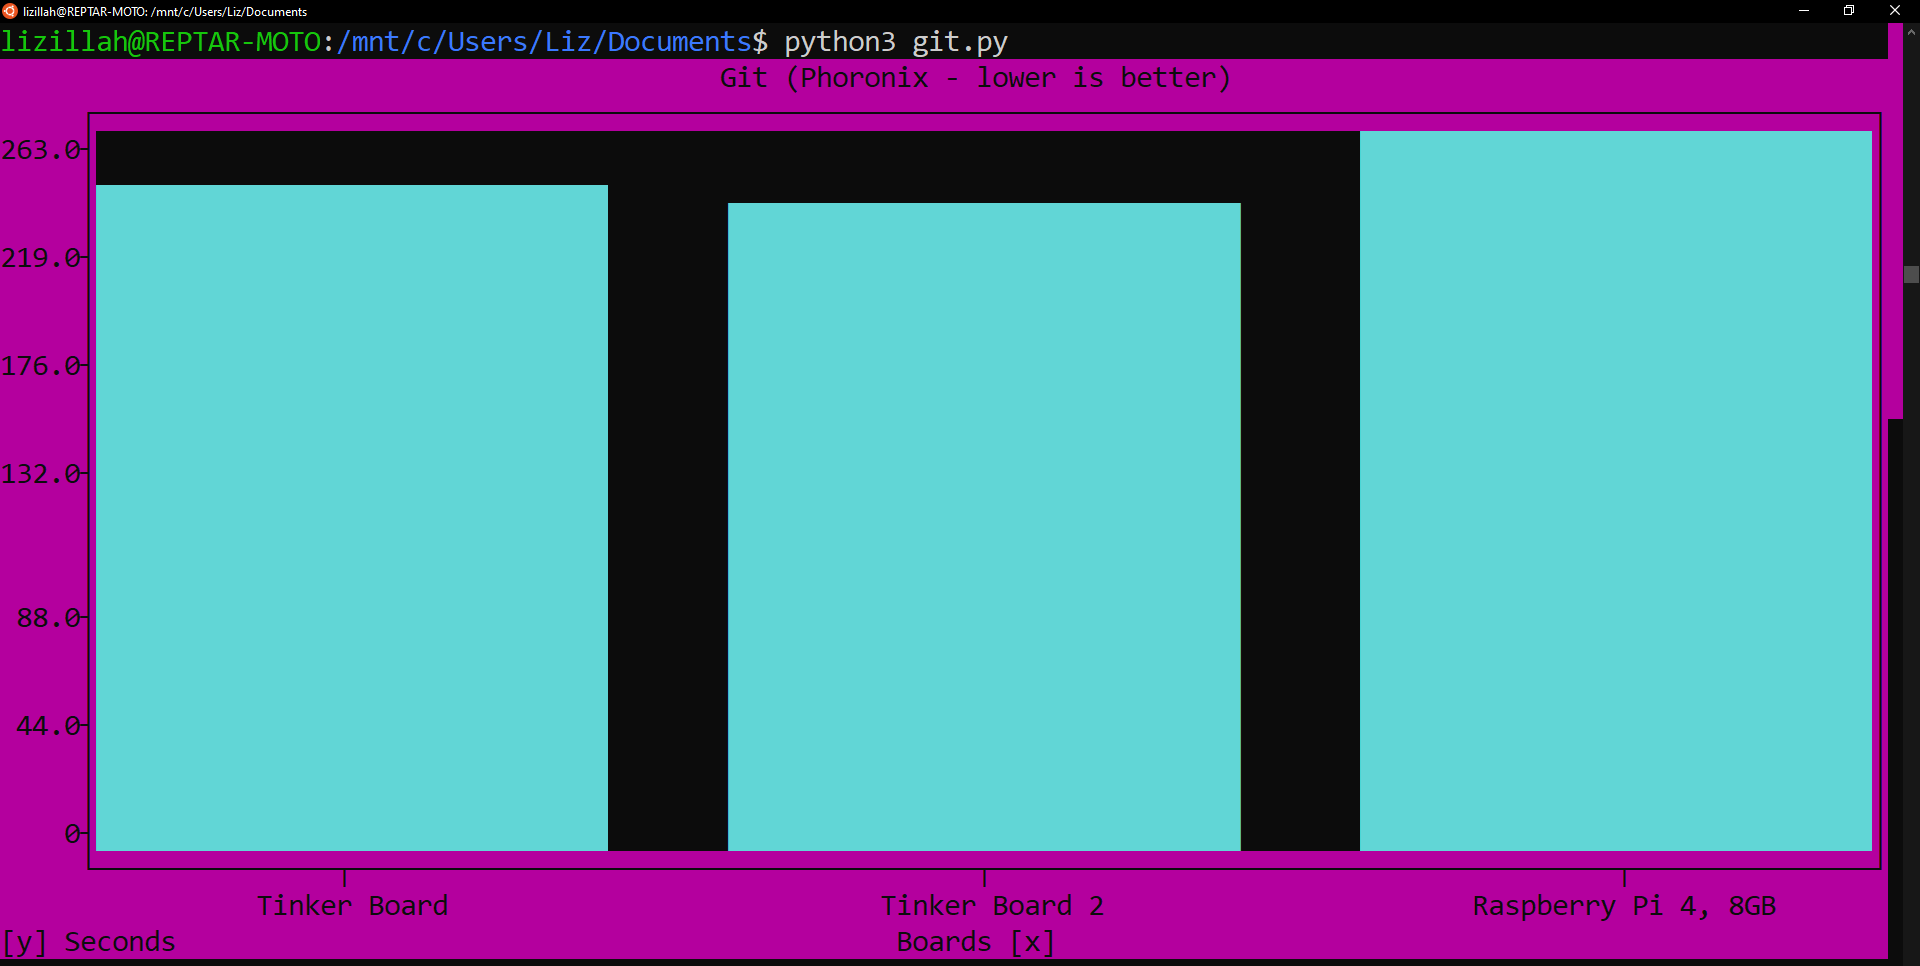 lizillah@REPTAR-MOTO: /mnt/c/Users/Liz/Documents
lizillah@REPTAR-MOTO:/mnt/c/Users/Liz/Documents$ python3 git.py
Git (Phoronix - lower is better)
263.0
219.0
176.0
132.0
88.0
44.0
0
Tinker Board Tinker Board 2 Raspberry Pi 4, 8GB
[y] Seconds Boards [x]